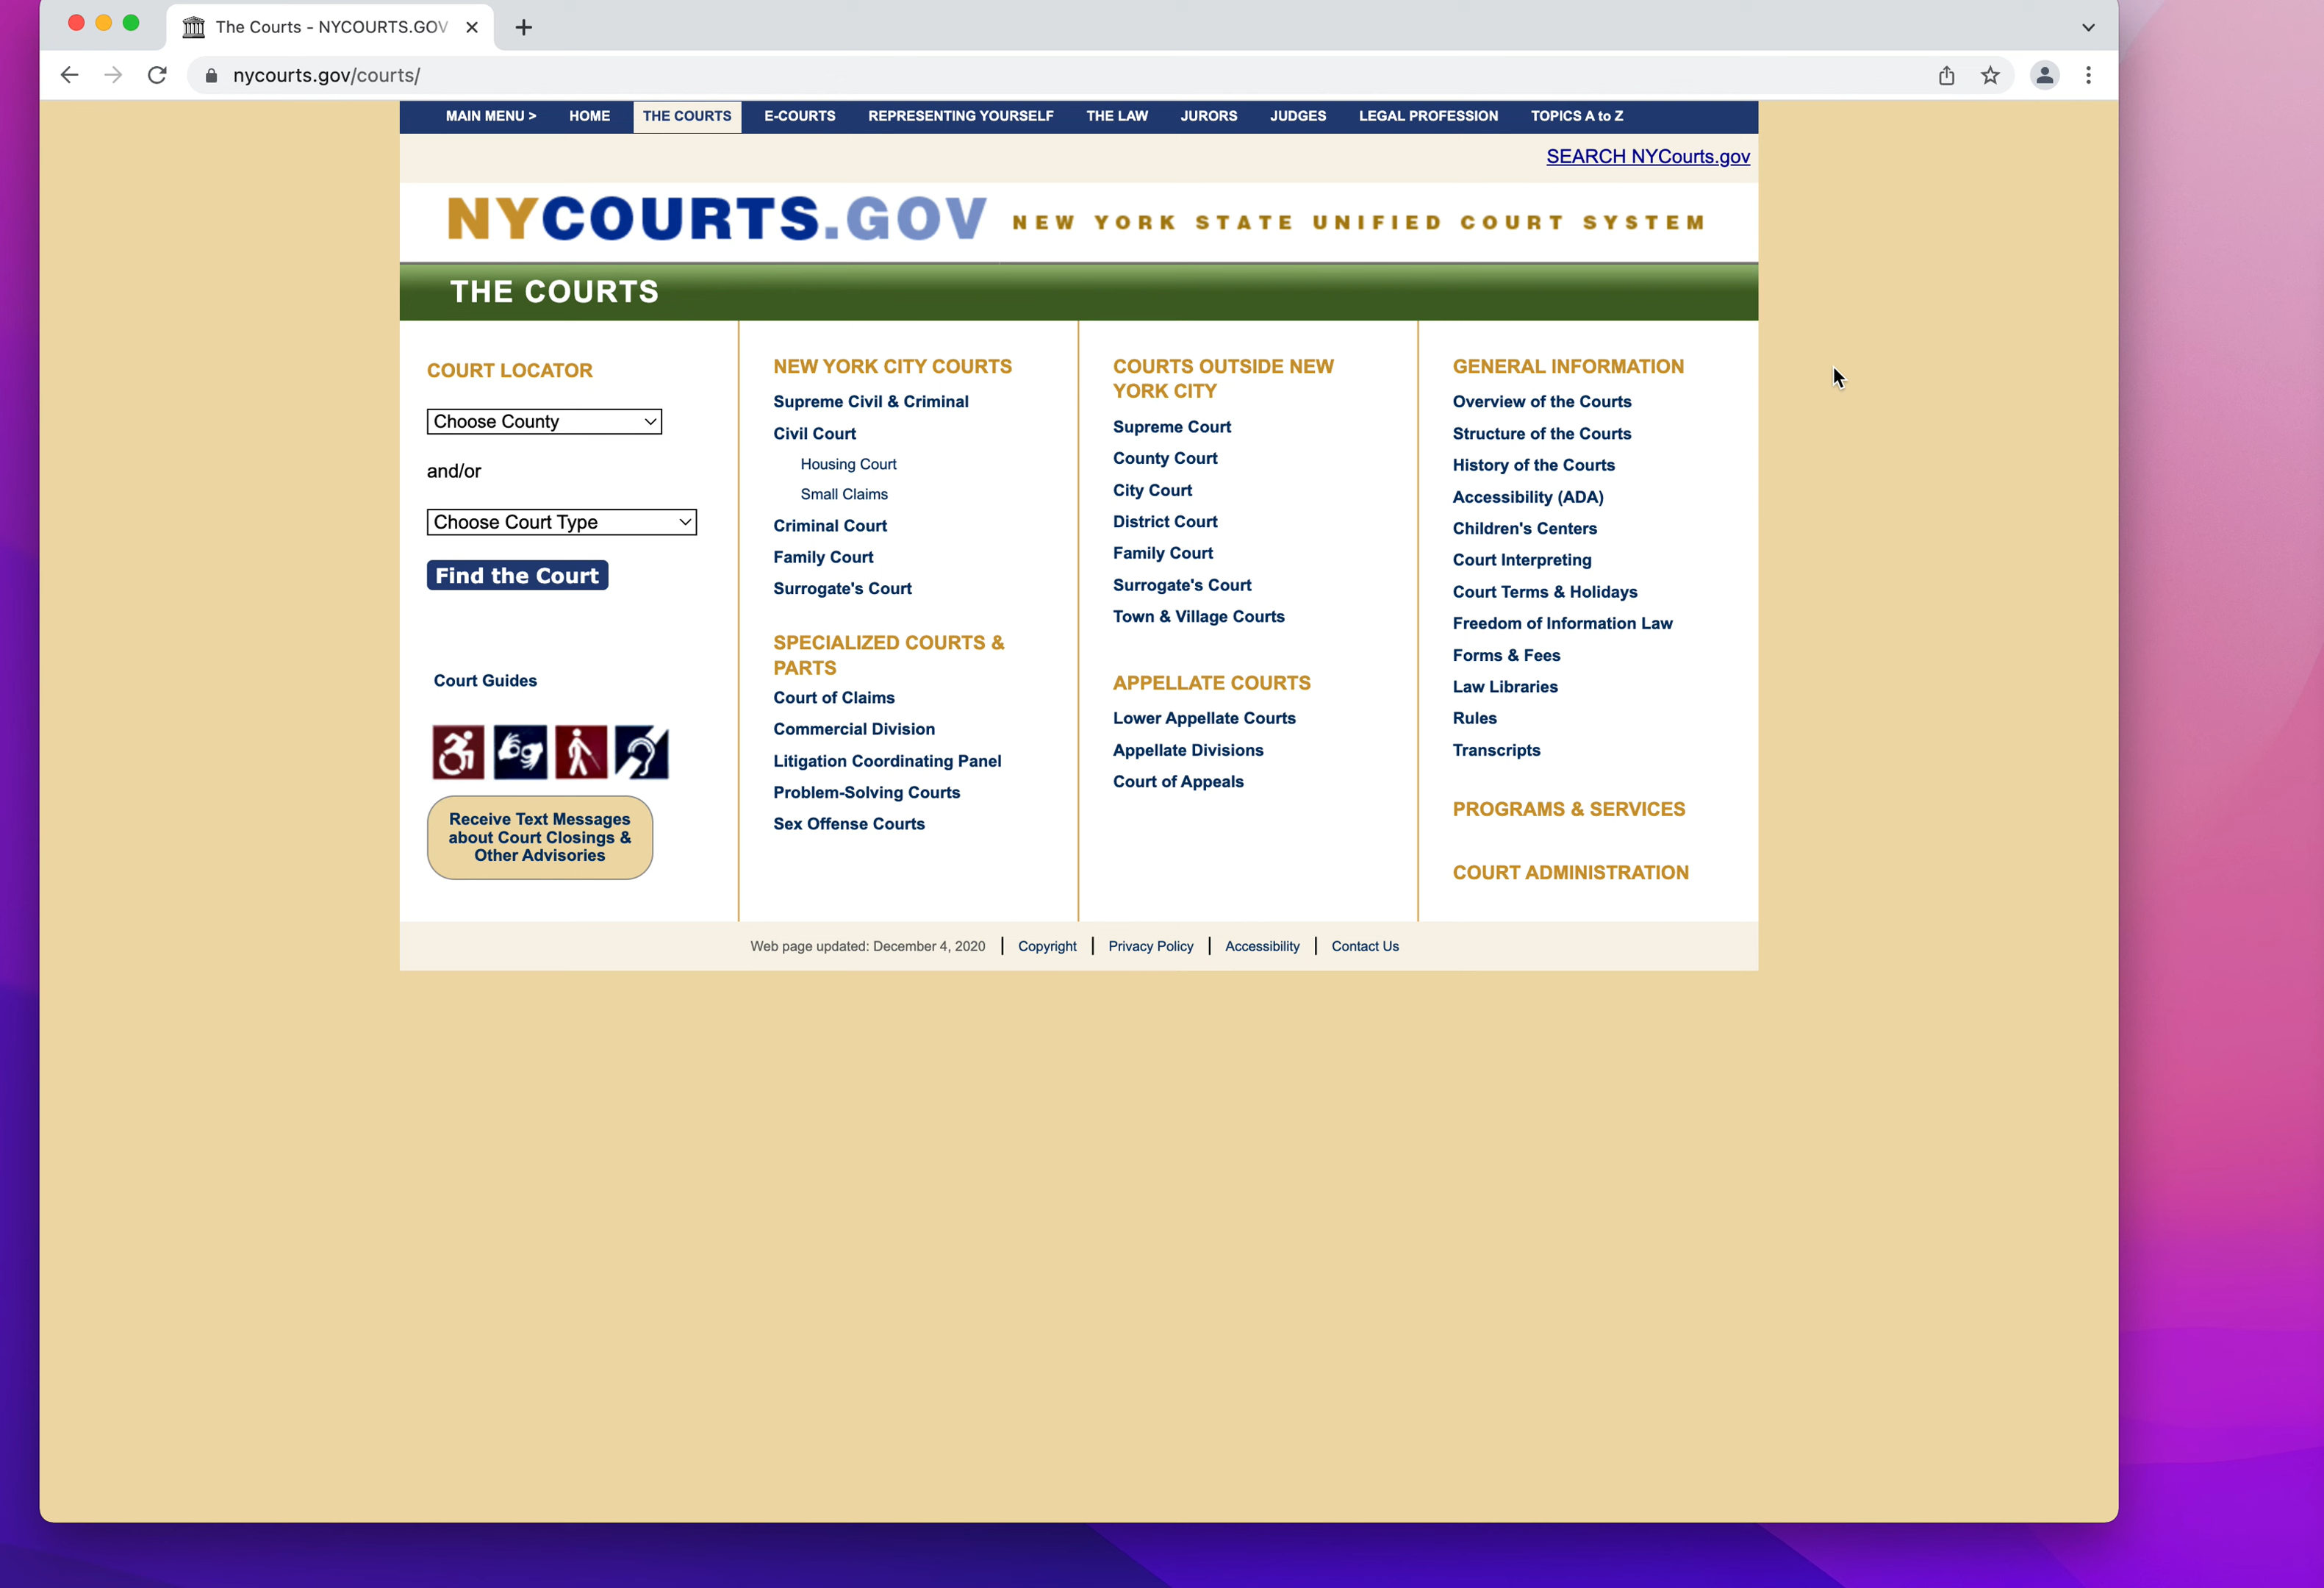 The Courts - NYCOURTS.GOV
nycourts.gov/courts/
MAIN MENU > HOME THE COURTS E-COURTS REPRESENTING YOURSELF THE LAW JURORS JUDGES LEGAL PROFESSION TOPICS A to Z
SEARCH NYCourts.gov
NYCOURTS.GOV NEW YORK STATE UNIFIED COURT SYSTEM
THE COURTS
COURT LOCATOR
Choose County
and/or
Choose Court Type
Find the Court
Court Guides
Receive Text Messages
about Court Closings &
Other Advisories
NEW YORK CITY COURTS
Supreme Civil & Criminal
Civil Court
Housing Court
Small Claims
Criminal Court
Family Court
Surrogate's Court
SPECIALIZED COURTS &
PARTS
Court of Claims
Commercial Division
Litigation Coordinating Panel
Problem-Solving Courts
Sex Offense Courts
COURTS OUTSIDE NEW
YORK CITY
Supreme Court
County Court
City Court
District Court
Family Court
Surrogate's Court
Town & Village Courts
APPELLATE COURTS
Lower Appellate Courts
Appellate Divisions
Court of Appeals
GENERAL INFORMATION
Overview of the Courts
Structure of the Courts
History of the Courts
Accessibility (ADA)
Children's Centers
Court Interpreting
Court Terms & Holidays
Freedom of Information Law
Forms & Fees
Law Libraries
Rules
Transcripts
PROGRAMS & SERVICES
COURT ADMINISTRATION
Web page updated: December 4, 2020 | Copyright | Privacy Policy | Accessibility | Contact Us